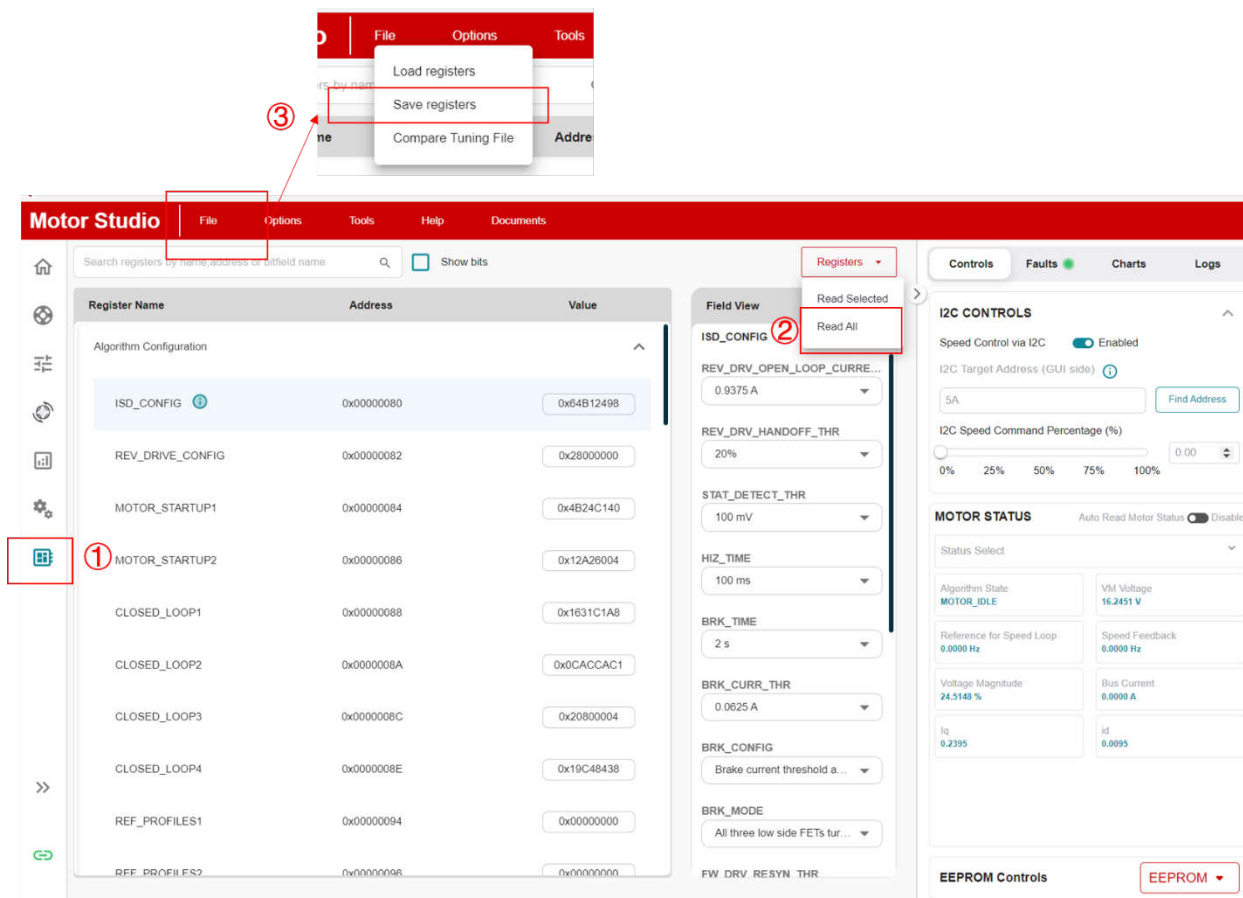 File Options Tools
Load registers
ers by nam
Save registers
③
me Addre
Compare Tuning File
Motor Studio File Options Tools Help Documents
Search registers by name,address or bitfield name Show bits Registers
Read Selected
Read All
②
Register Name Address Value
Algorithm Configuration
ISD_CONFIG 0x00000080 0x64B12498
REV_DRIVE_CONFIG 0x00000082 0x28000000
MOTOR_STARTUP1 0x00000084 0x4B24C140
① MOTOR_STARTUP2 0x00000086 0x12A26004
CLOSED_LOOP1 0x00000088 0x1631C1A8
CLOSED_LOOP2 0x0000008A 0x0CACCAC1
CLOSED_LOOP3 0x0000008C 0x20800004
CLOSED_LOOP4 0x0000008E 0x19C48438
REF_PROFILES1 0x00000094 0x00000000
REF_PROFILES2 0x00000096 0x00000000
Field View
ISD_CONFIG
REV_DRV_OPEN_LOOP_CURRE...
0.9375 A
REV_DRV_HANDOFF_THR
20%
STAT_DETECT_THR
100 mV
HIZ_TIME
100 ms
BRK_TIME
2 s
BRK_CURR_THR
0.0625 A
BRK_CONFIG
Brake current threshold a...
BRK_MODE
All three low side FETs tur...
FW_DRV_RESYN_THR
Controls Faults Charts Logs
I2C CONTROLS
Speed Control via I2C Enabled
I2C Target Address (GUI side)
5A Find Address
I2C Speed Command Percentage (%)
0.00
0% 25% 50% 75% 100%
MOTOR STATUS Auto Read Motor Status Disable
Status Select
Algorithm State
MOTOR_IDLE
VM Voltage
16.2451 V
Reference for Speed Loop
0.0000 Hz
Speed Feedback
0.0000 Hz
Voltage Magnitude
24.5148 %
Bus Current
0.0000 A
Iq
0.2395
id
0.0095
EEPROM Controls EEPROM